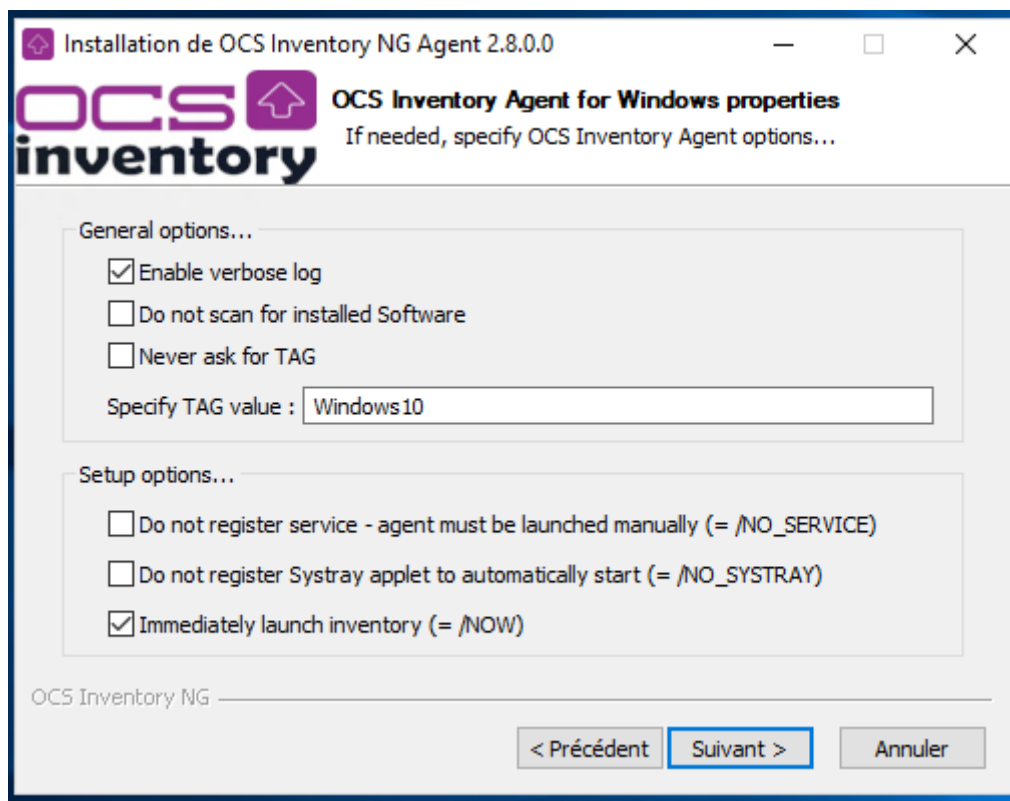 Installation de OCS Inventory NG Agent 2.8.0.0
OCS
inventory
OCS Inventory Agent for Windows properties
If needed, specify OCS Inventory Agent options...
General options...
Enable verbose log
Do not scan for installed Software
Never ask for TAG
Specify TAG value : Windows10
Setup options...
Do not register service - agent must be launched manually (= /NO_SERVICE)
Do not register Systray applet to automatically start (= /NO_SYSTRAY)
Immediately launch inventory (= /NOW)
OCS Inventory NG
< Précédent Suivant > Annuler